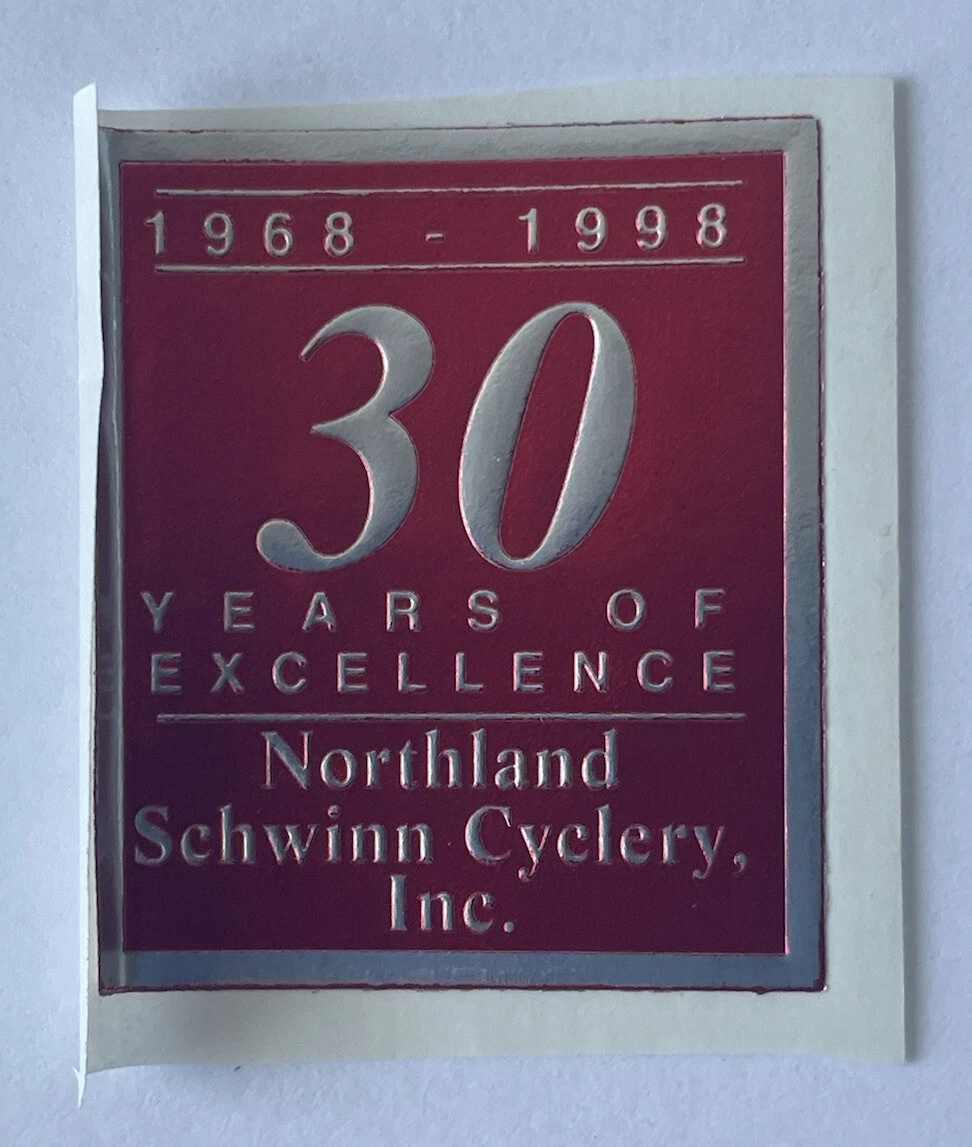 1968 - 1998
30
YEARS OF
EXCELLENCE
Northland
Schwinn Cyclery,
Inc.